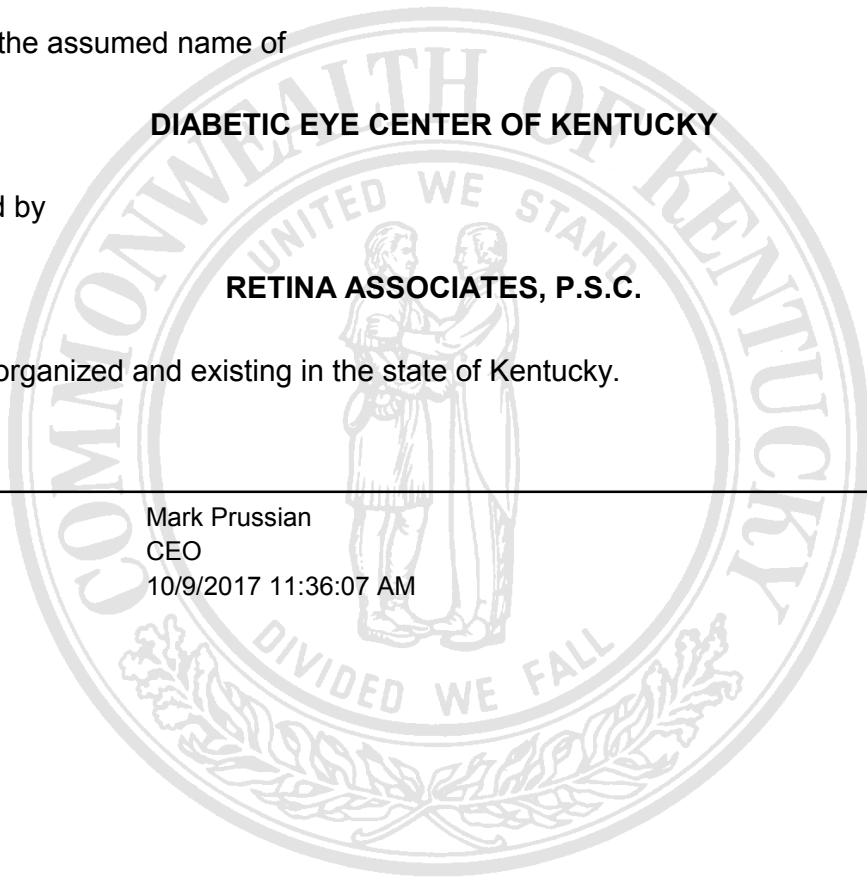 the assumed name of
DIABETIC EYE CENTER OF KENTUCKY
d by
RETINA ASSOCIATES, P.S.C.
organized and existing in the state of Kentucky.
Mark Prussian
CEO
10/9/2017 11:36:07 AM
COMMONWEALTH OF KENTUCKY
UNITED WE STAND
DIVIDED WE FALL